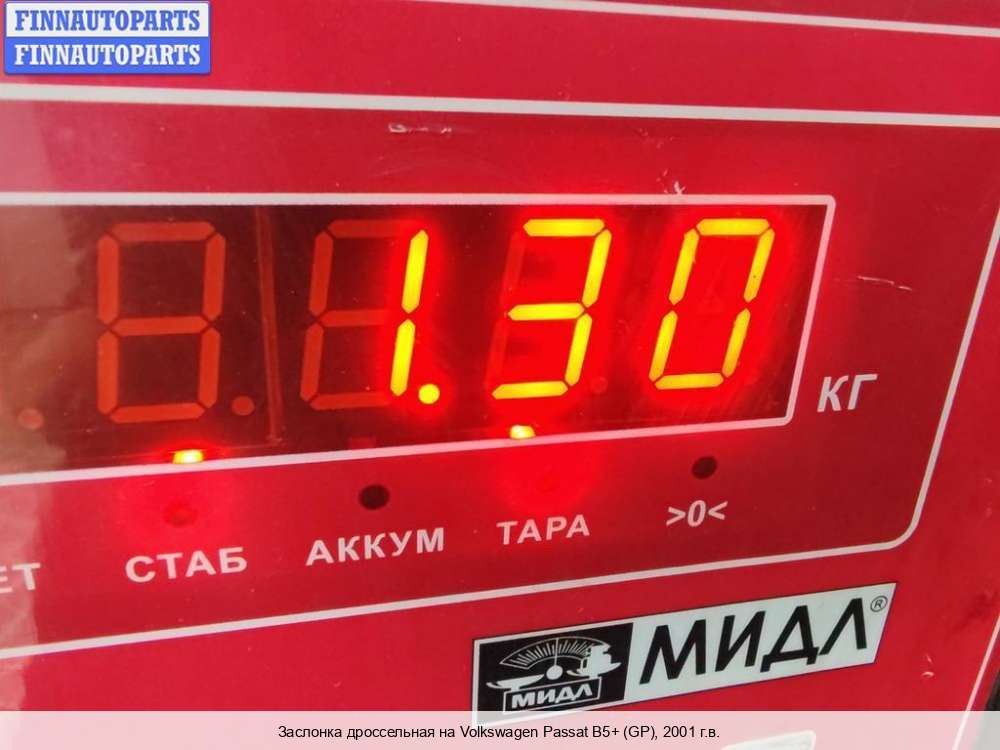 FINNAUTOPARTS
FINNAUTOPARTS
1.30
КГ
СТАБ
АККУМ
ТАРА
>0<
МИДЛ®
МИДЛ
Заслонка дроссельная на Volkswagen Passat B5+ (GP), 2001 г.в.